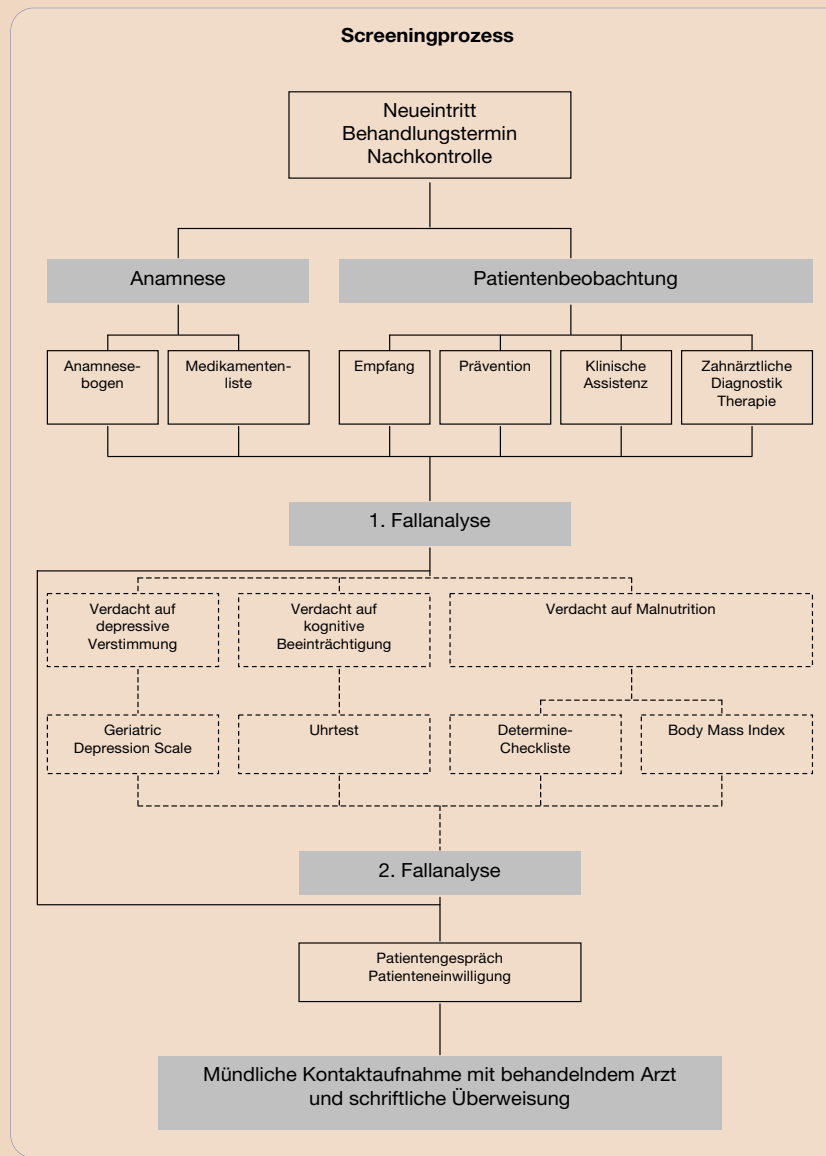 Screeningprozess
Neueintritt
Behandlungstermin
Nachkontrolle
Anamnese
Patientenbeobachtung
Anamnese-
bogen
Medikamenten-
liste
Empfang
Prävention
Klinische
Assistenz
Zahnärztliche
Diagnostik
Therapie
1. Fallanalyse
Verdacht auf
depressive
Verstimmung
Verdacht auf
kognitive
Beeinträchtigung
Verdacht auf Malnutrition
Geriatric
Depression Scale
Uhrtest
Determine-
Checkliste
Body Mass Index
2. Fallanalyse
Patientengespräch
Patienteneinwilligung
Mündliche Kontaktaufnahme mit behandelndem Arzt
und schriftliche Überweisung